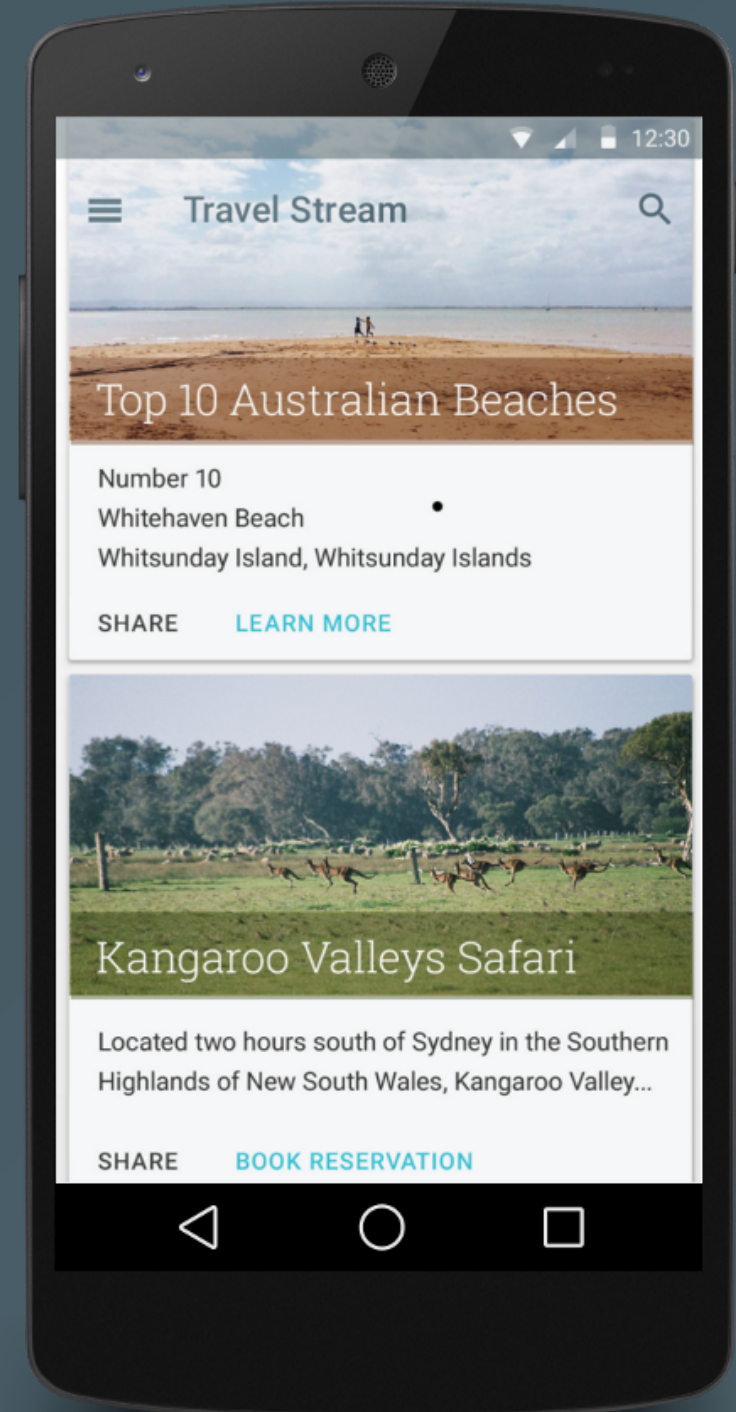 12:30
Travel Stream
Top 10 Australian Beaches
Number 10
Whitehaven Beach
Whitsunday Island, Whitsunday Islands
SHARE LEARN MORE
Kangaroo Valleys Safari
Located two hours south of Sydney in the Southern
Highlands of New South Wales, Kangaroo Valley...
SHARE BOOK RESERVATION